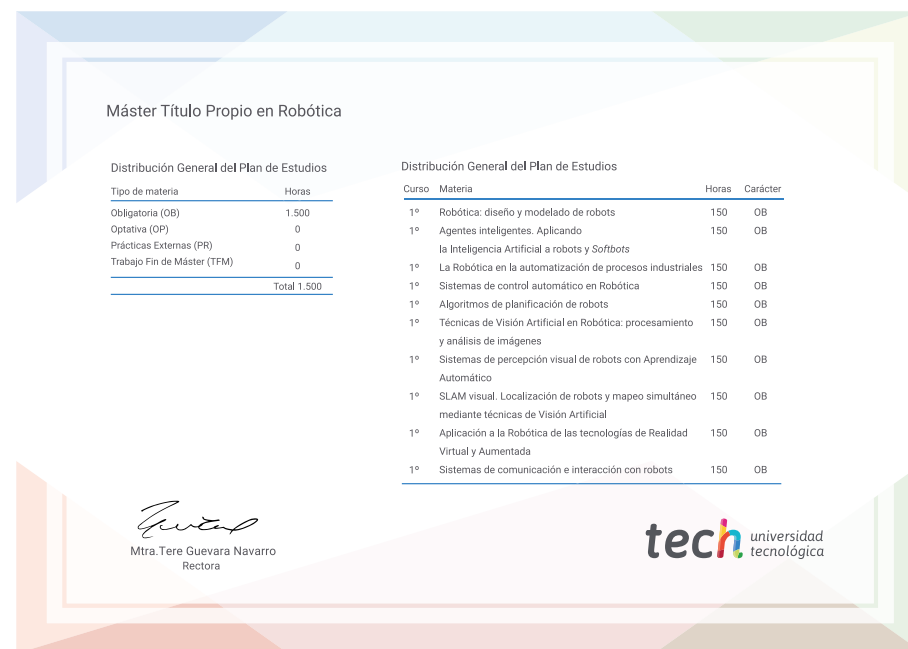 Máster Título Propio en Robótica
Distribución General del Plan de Estudios
Tipo de materia Horas
Obligatoria (OB) 1.500
Optativa (OP) 0
Prácticas Externas (PR) 0
Trabajo Fin de Máster (TFM) 0
Total 1.500
Distribución General del Plan de Estudios
Curso Materia Horas Carácter
1º Robótica: diseño y modelado de robots 150 OB
1º Agentes inteligentes. Aplicando 150 OB
la Inteligencia Artificial a robots y Softbots
1º La Robótica en la automatización de procesos industriales 150 OB
1º Sistemas de control automático en Robótica 150 OB
1º Algoritmos de planificación de robots 150 OB
1º Técnicas de Visión Artificial en Robótica: procesamiento 150 OB
y análisis de imágenes
1º Sistemas de percepción visual de robots con Aprendizaje 150 OB
Automático
1º SLAM visual. Localización de robots y mapeo simultáneo 150 OB
mediante técnicas de Visión Artificial
1º Aplicación a la Robótica de las tecnologías de Realidad 150 OB
Virtual y Aumentada
1º Sistemas de comunicación e interacción con robots 150 OB
Mtra.Tere Guevara Navarro
Rectora
tech universidad
tecnológica